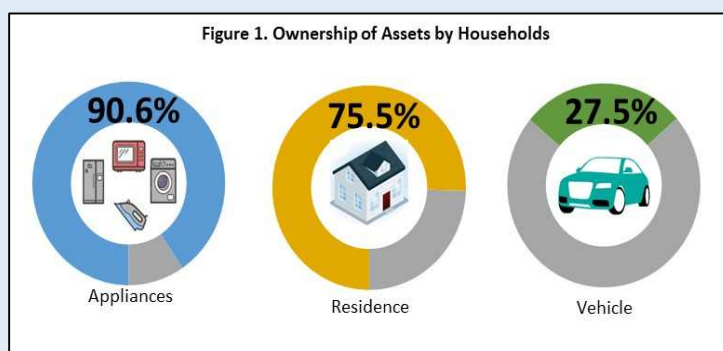 Figure 1. Ownership of Assets by Households
90.6%
75.5%
27.5%
Appliances
Residence
Vehicle